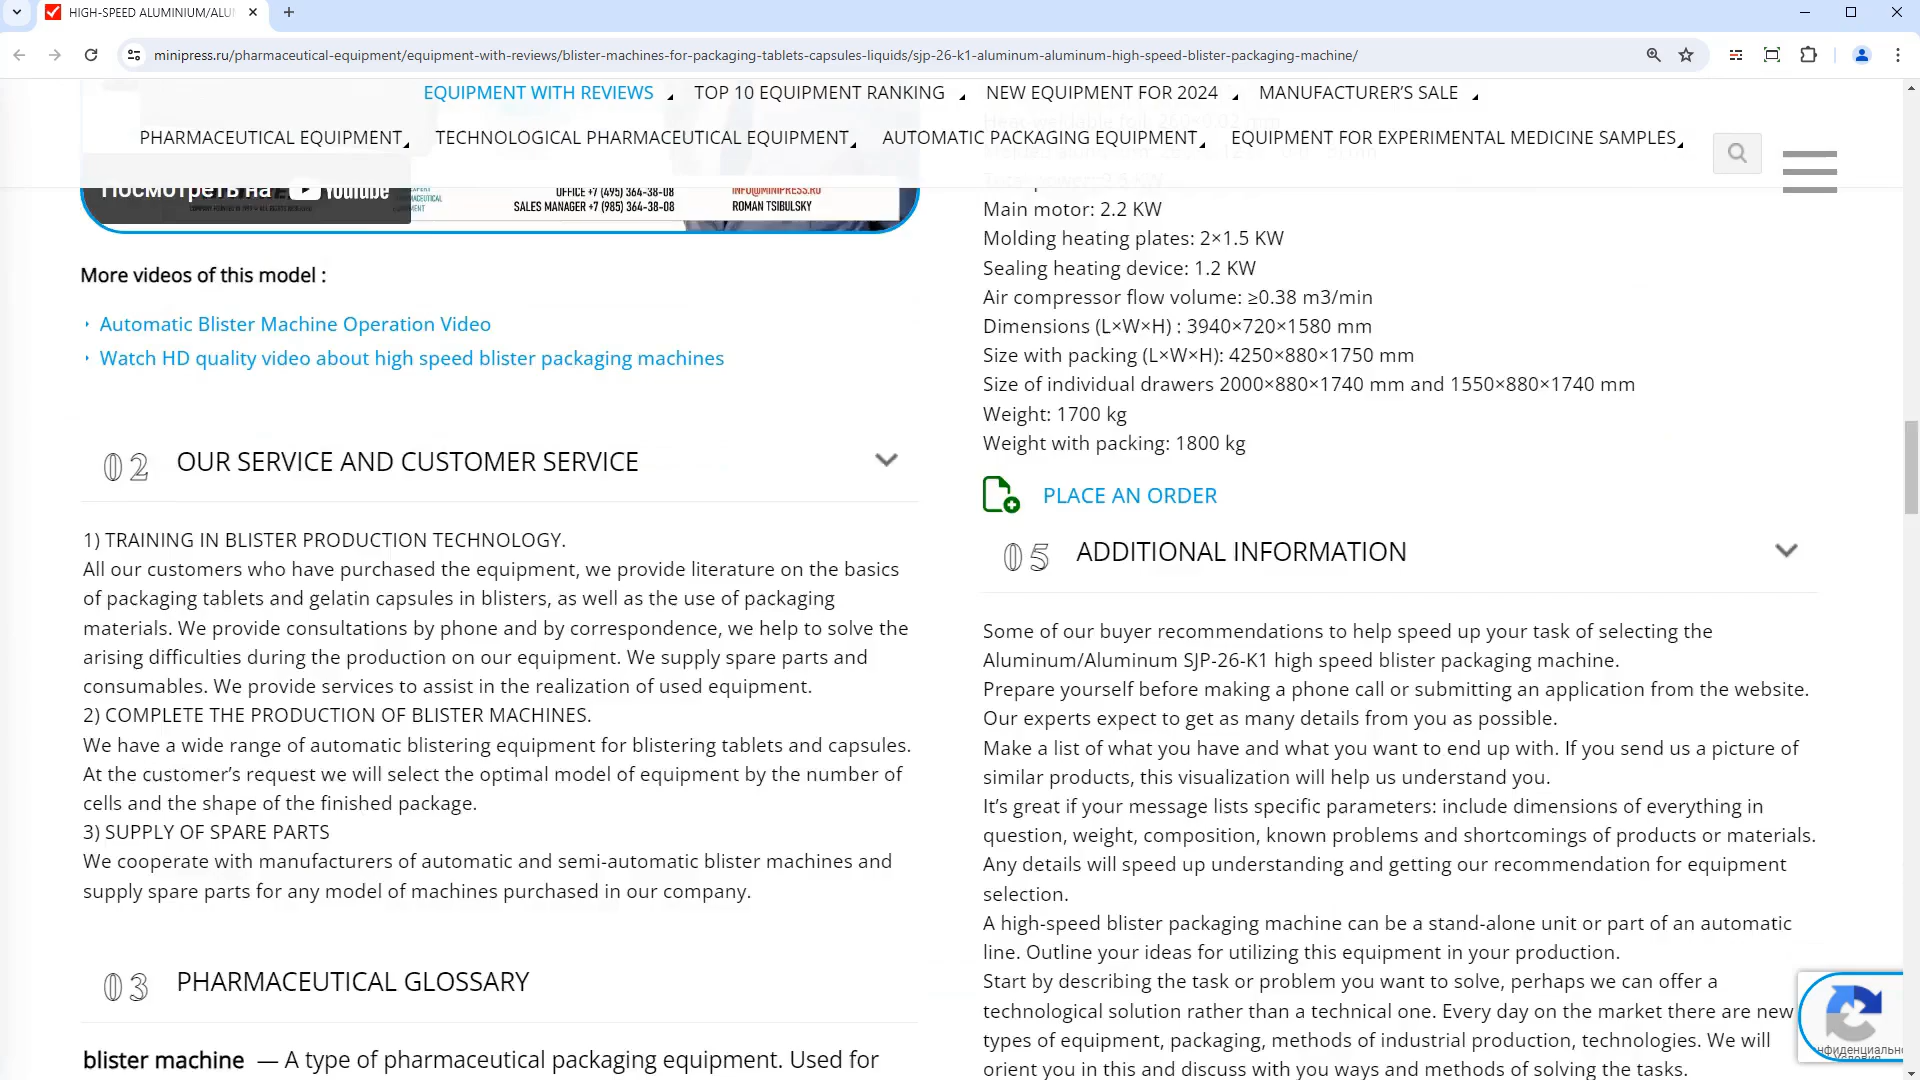 HIGH-SPEED ALUMINIUM/ALU
minipress.ru/pharmaceutical-equipment/equipment-with-reviews/blister-machines-for-packaging-tablets-capsules-liquids/sjp-26-k1-aluminum-aluminum-high-speed-blister-packaging-machine/
EQUIPMENT WITH REVIEWS TOP 10 EQUIPMENT RANKING NEW EQUIPMENT FOR 2024 MANUFACTURER’S SALE
PHARMACEUTICAL EQUIPMENT TECHNOLOGICAL PHARMACEUTICAL EQUIPMENT AUTOMATIC PACKAGING EQUIPMENT EQUIPMENT FOR EXPERIMENTAL MEDICINE SAMPLES
Посмотреть на YouTube
OFFICE +7 (495) 364-38-08
SALES MANAGER +7 (985) 364-38-08
INFO@MINIPRESS.RU
ROMAN TSIBULSKY
More videos of this model :
Automatic Blister Machine Operation Video
Watch HD quality video about high speed blister packaging machines
02 OUR SERVICE AND CUSTOMER SERVICE
1) TRAINING IN BLISTER PRODUCTION TECHNOLOGY.
All our customers who have purchased the equipment, we provide literature on the basics
of packaging tablets and gelatin capsules in blisters, as well as the use of packaging
materials. We provide consultations by phone and by correspondence, we help to solve the
arising difficulties during the production on our equipment. We supply spare parts and
consumables. We provide services to assist in the realization of used equipment.
2) COMPLETE THE PRODUCTION OF BLISTER MACHINES.
We have a wide range of automatic blistering equipment for blistering tablets and capsules.
At the customer’s request we will select the optimal model of equipment by the number of
cells and the shape of the finished package.
3) SUPPLY OF SPARE PARTS
We cooperate with manufacturers of automatic and semi-automatic blister machines and
supply spare parts for any model of machines purchased in our company.
03 PHARMACEUTICAL GLOSSARY
blister machine — A type of pharmaceutical packaging equipment. Used for
Main motor: 2.2 KW
Molding heating plates: 2×1.5 KW
Sealing heating device: 1.2 KW
Air compressor flow volume: ≥0.38 m3/min
Dimensions (L×W×H) : 3940×720×1580 mm
Size with packing (L×W×H): 4250×880×1750 mm
Size of individual drawers 2000×880×1740 mm and 1550×880×1740 mm
Weight: 1700 kg
Weight with packing: 1800 kg
PLACE AN ORDER
05 ADDITIONAL INFORMATION
Some of our buyer recommendations to help speed up your task of selecting the
Aluminum/Aluminum SJP-26-K1 high speed blister packaging machine.
Prepare yourself before making a phone call or submitting an application from the website.
Our experts expect to get as many details from you as possible.
Make a list of what you have and what you want to end up with. If you send us a picture of
similar products, this visualization will help us understand you.
It’s great if your message lists specific parameters: include dimensions of everything in
question, weight, composition, known problems and shortcomings of products or materials.
Any details will speed up understanding and getting our recommendation for equipment
selection.
A high-speed blister packaging machine can be a stand-alone unit or part of an automatic
line. Outline your ideas for utilizing this equipment in your production.
Start by describing the task or problem you want to solve, perhaps we can offer a
technological solution rather than a technical one. Every day on the market there are new
types of equipment, packaging, methods of industrial production, technologies. We will
orient you in this and discuss with you ways and methods of solving the tasks.